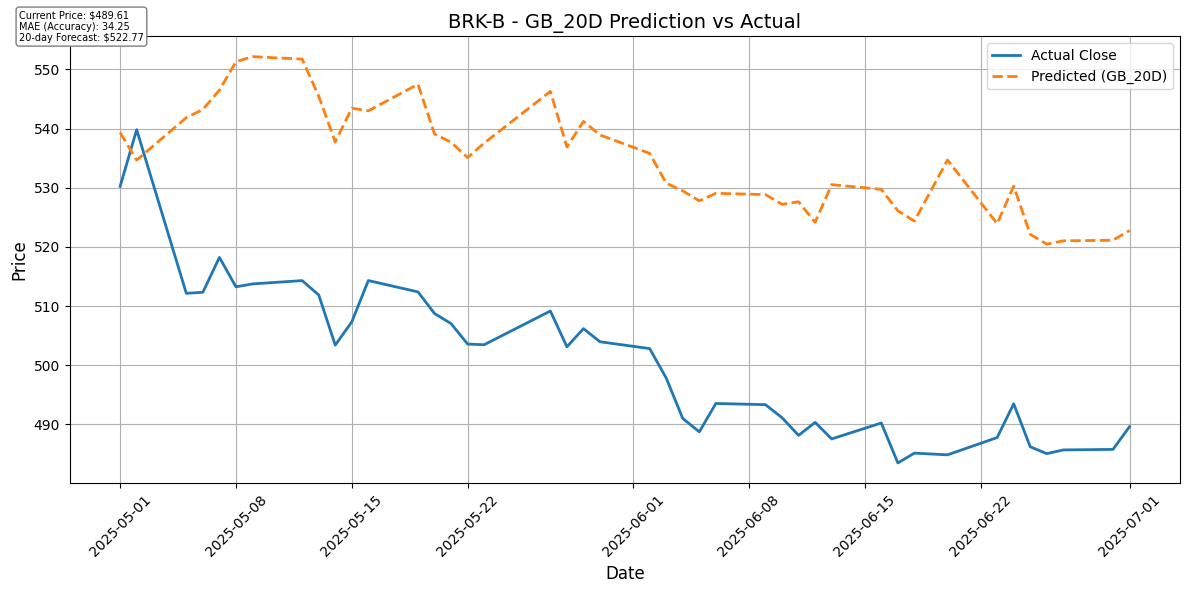 BRK-B - GB_20D Prediction vs Actual
Current Price: $489.61
MAE (Accuracy): 34.25
20-day Forecast: $522.77
Actual Close
Predicted (GB_20D)
Price
550
540
530
520
510
500
490
2025-05-01
2025-05-08
2025-05-15
2025-05-22
2025-06-01
2025-06-08
2025-06-15
2025-06-22
2025-07-01
Date